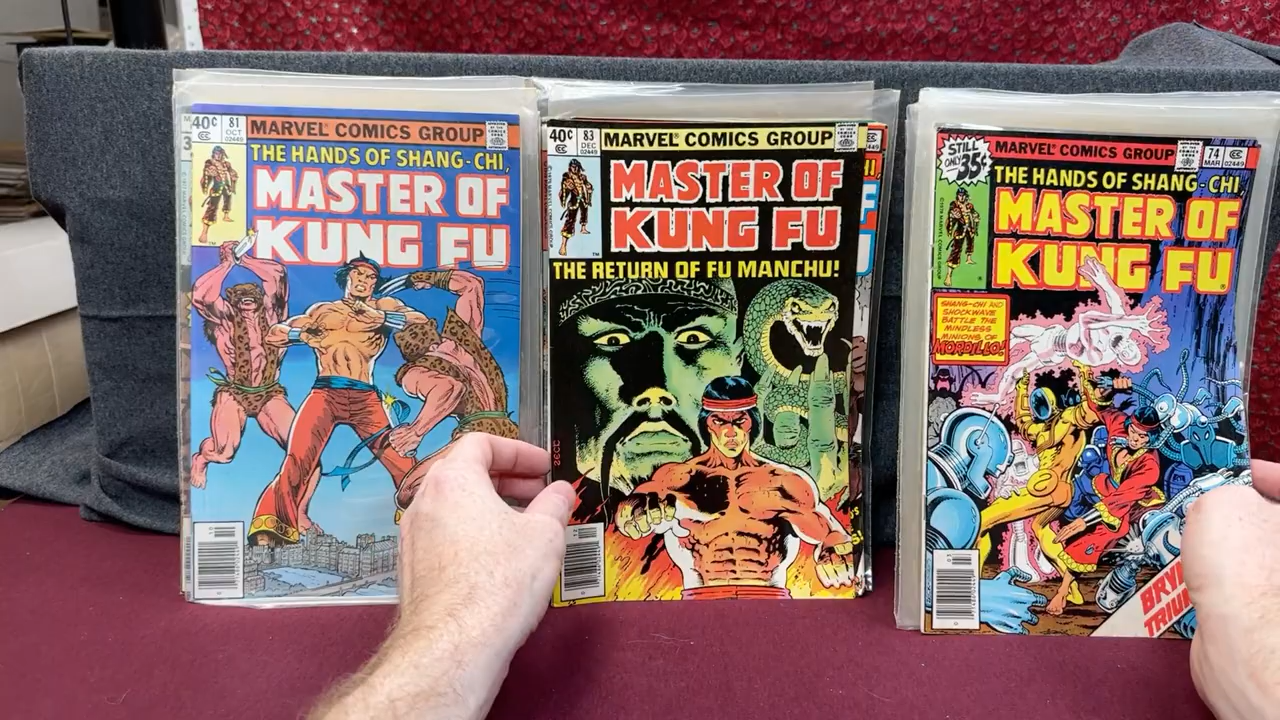 40¢
81
OCT
02449
MARVEL® COMICS GROUP
THE HANDS OF SHANG-CHI,
MASTER OF
KUNG FU
40¢
83
DEC
02449
MARVEL® COMICS GROUP
MASTER OF
KUNG FU
THE RETURN OF FU MANCHU!
STILL
ONLY 35¢
MARVEL COMICS GROUP
74
MAR
02449
THE HANDS OF SHANG-CHI
MASTER OF
KUNG FU
SHANG-CHI AND
SHOCKWAVE
BATTLE THE
MINDLESS
MINIONS OF
MORDILLO!